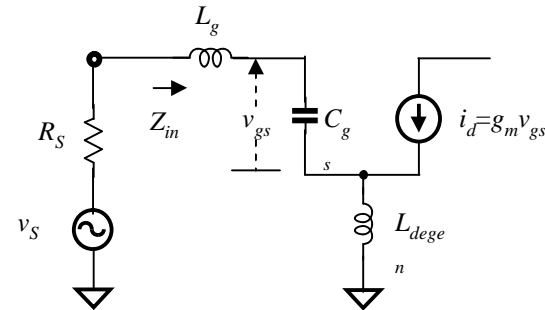 L_g
R_S
Z_in
v_gs
C_g
s
i_d=g_m v_gs
v_S
L_dege
n